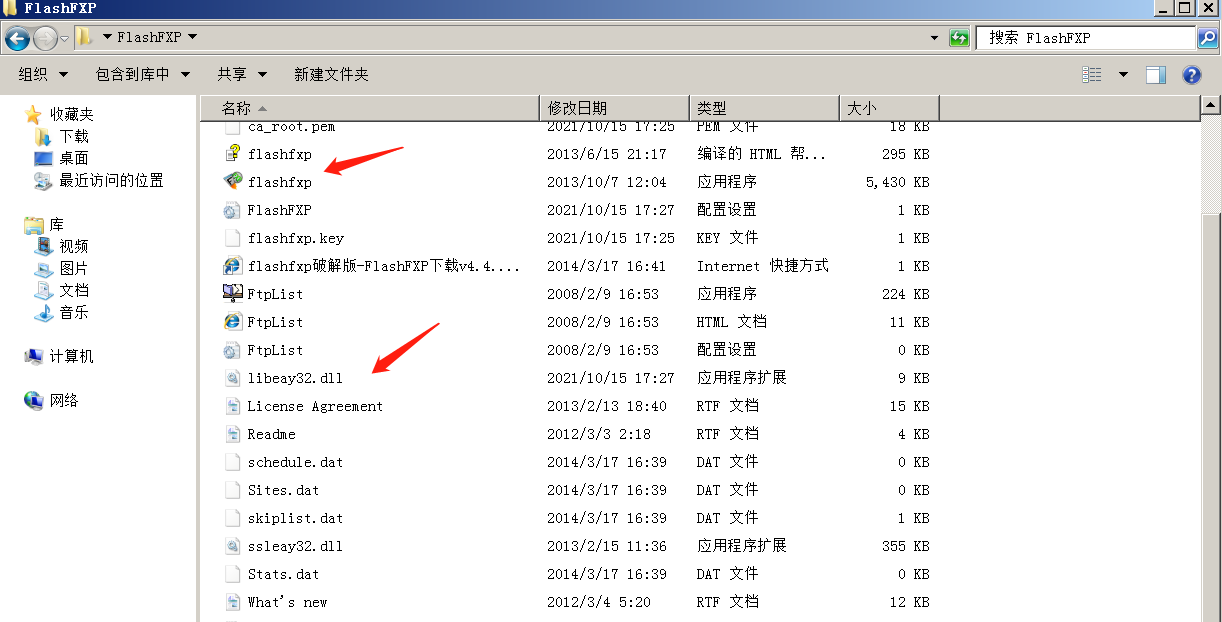 FlashFXP
FlashFXP
搜索 FlashFXP
组织 包含到库中 共享 新建文件夹
收藏夹
下载
桌面
最近访问的位置
库
视频
图片
文档
音乐
计算机
网络
名称 修改日期 类型 大小
ca_root.pem 2021/10/15 17:25 PEM 文件 18 KB
flashfxp 2013/6/15 21:17 编译的 HTML 帮... 295 KB
flashfxp 2013/10/7 12:04 应用程序 5,430 KB
FlashFXP 2021/10/15 17:27 配置设置 1 KB
flashfxp.key 2021/10/15 17:25 KEY 文件 1 KB
flashfxp破解版-FlashFXP下载v4.4.... 2014/3/17 16:41 Internet 快捷方式 1 KB
FtpList 2008/2/9 16:53 应用程序 224 KB
FtpList 2008/2/9 16:53 HTML 文档 11 KB
FtpList 2008/2/9 16:53 配置设置 0 KB
libeay32.dll 2021/10/15 17:27 应用程序扩展 9 KB
License Agreement 2013/2/13 18:40 RTF 文档 15 KB
Readme 2012/3/3 2:18 RTF 文档 4 KB
schedule.dat 2014/3/17 16:39 DAT 文件 0 KB
Sites.dat 2014/3/17 16:39 DAT 文件 0 KB
skiplist.dat 2014/3/17 16:39 DAT 文件 1 KB
ssleay32.dll 2013/2/15 11:36 应用程序扩展 355 KB
Stats.dat 2014/3/17 16:39 DAT 文件 0 KB
What's new 2012/3/4 5:20 RTF 文档 12 KB